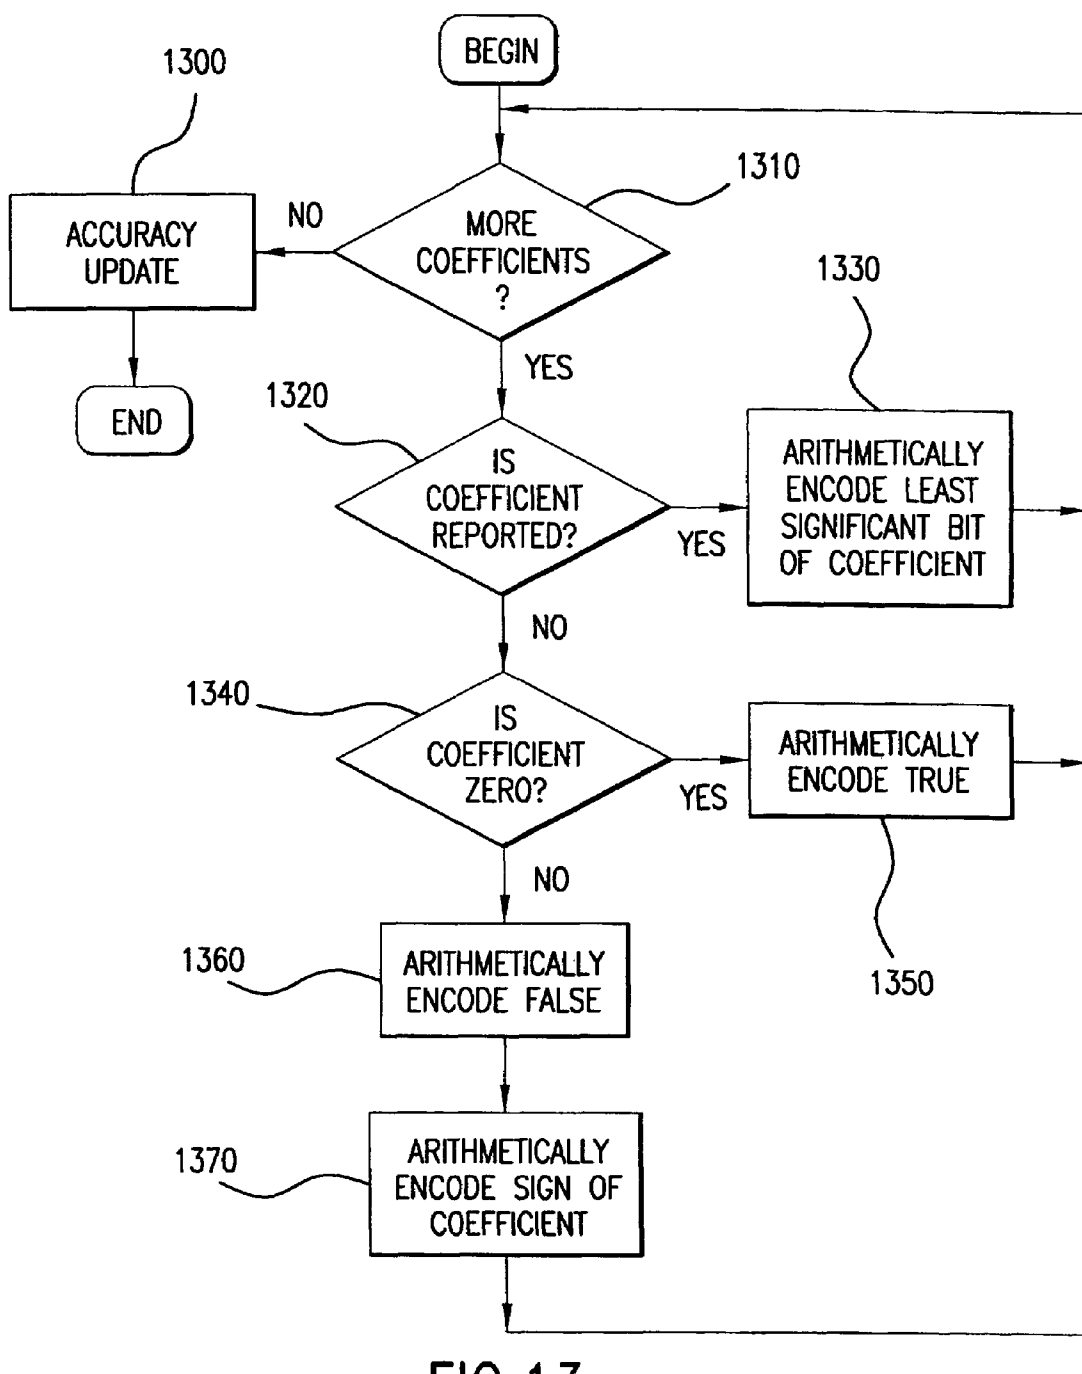 BEGIN
1300
1310
MORE
COEFFICIENTS
?
NO
ACCURACY
UPDATE
YES
1330
END
1320
IS
COEFFICIENT
REPORTED?
YES
ARITHMETICALLY
ENCODE LEAST
SIGNIFICANT BIT
OF COEFFICIENT
NO
1340
IS
COEFFICIENT
ZERO?
YES
ARITHMETICALLY
ENCODE TRUE
NO
1350
1360
ARITHMETICALLY
ENCODE FALSE
1370
ARITHMETICALLY
ENCODE SIGN OF
COEFFICIENT